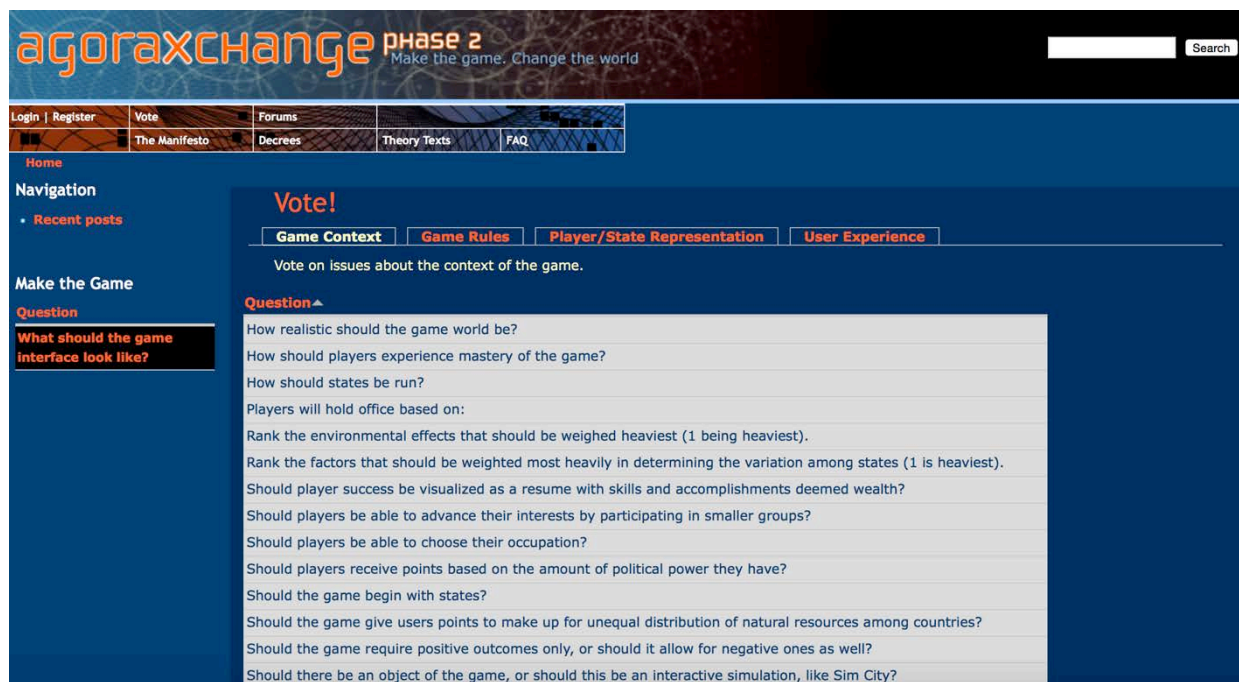 agoraxcHange pHase 2
Make the game. Change the world
Search
Login | Register
Vote
Forums
The Manifesto
Decrees
Theory Texts
FAQ
Home
Navigation
• Recent posts
Make the Game
Question
What should the game
interface look like?
Vote!
Game Context
Game Rules
Player/State Representation
User Experience
Vote on issues about the context of the game.
Question
How realistic should the game world be?
How should players experience mastery of the game?
How should states be run?
Players will hold office based on:
Rank the environmental effects that should be weighed heaviest (1 being heaviest).
Rank the factors that should be weighted most heavily in determining the variation among states (1 is heaviest).
Should player success be visualized as a resume with skills and accomplishments deemed wealth?
Should players be able to advance their interests by participating in smaller groups?
Should players be able to choose their occupation?
Should players receive points based on the amount of political power they have?
Should the game begin with states?
Should the game give users points to make up for unequal distribution of natural resources among countries?
Should the game require positive outcomes only, or should it allow for negative ones as well?
Should there be an object of the game, or should this be an interactive simulation, like Sim City?